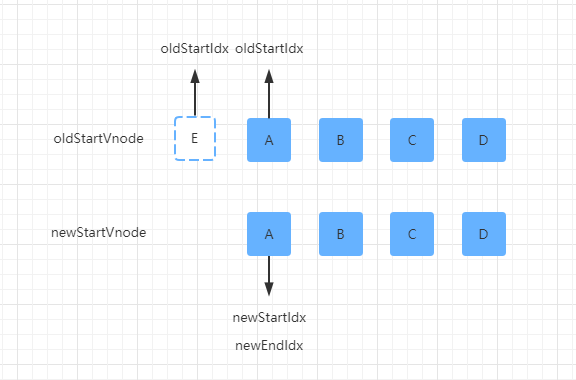 oldStartIdx oldStartIdx
oldStartVnode E A B C D
newStartVnode A B C D
newStartIdx
newEndIdx